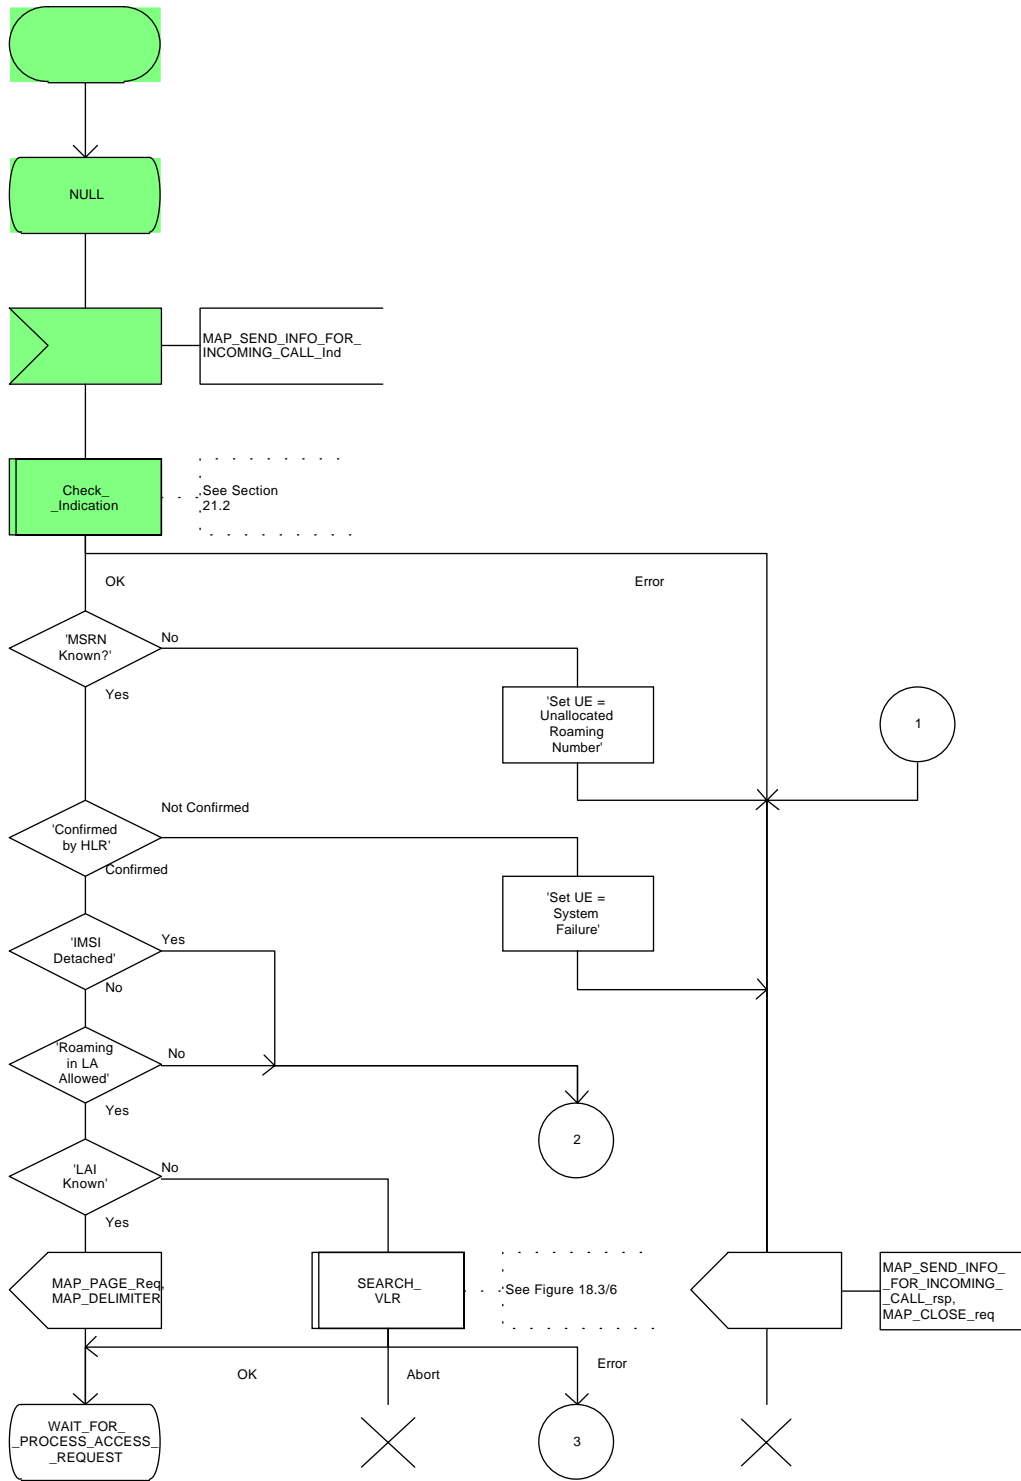 NULL
MAP_SEND_INFO_FOR_
INCOMING_CALL_Ind
Check_
_Indication
See Section
21.2
OK
Error
'MSRN
Known?'
No
Yes
'Set UE =
Unallocated
Roaming
Number'
1
'Confirmed
by HLR'
Not Confirmed
Confirmed
'Set UE =
System
Failure'
'IMSI
Detached'
Yes
No
'Roaming
in LA
Allowed'
No
Yes
2
'LAI
Known'
No
Yes
MAP_PAGE_Req,
MAP_DELIMITER
SEARCH_
VLR
See Figure 18.3/6
MAP_SEND_INFO_
_FOR_INCOMING_
_CALL_rsp,
MAP_CLOSE_req
OK
Abort
Error
WAIT_FOR_
_PROCESS_ACCESS_
_REQUEST
3